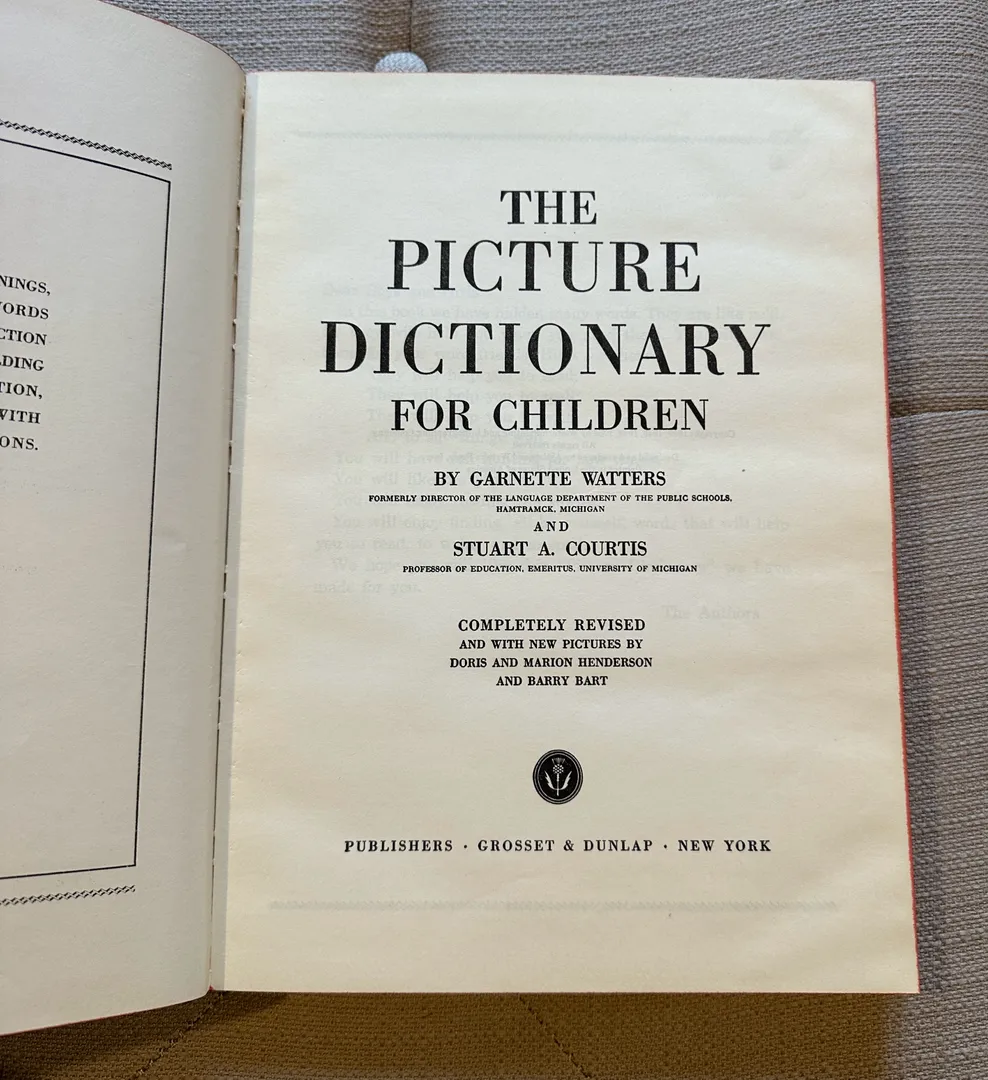 NINGS,
ORDS
CTION
DING
TION,
WITH
ONS.
THE
PICTURE
DICTIONARY
FOR CHILDREN
BY GARNETTE WATTERS
FORMERLY DIRECTOR OF THE LANGUAGE DEPARTMENT OF THE PUBLIC SCHOOLS,
HAMTRAMCK, MICHIGAN
AND
STUART A. COURTIS
PROFESSOR OF EDUCATION, EMERITUS, UNIVERSITY OF MICHIGAN
COMPLETELY REVISED
AND WITH NEW PICTURES BY
DORIS AND MARION HENDERSON
AND BARRY BART
PUBLISHERS · GROSSET & DUNLAP · NEW YORK